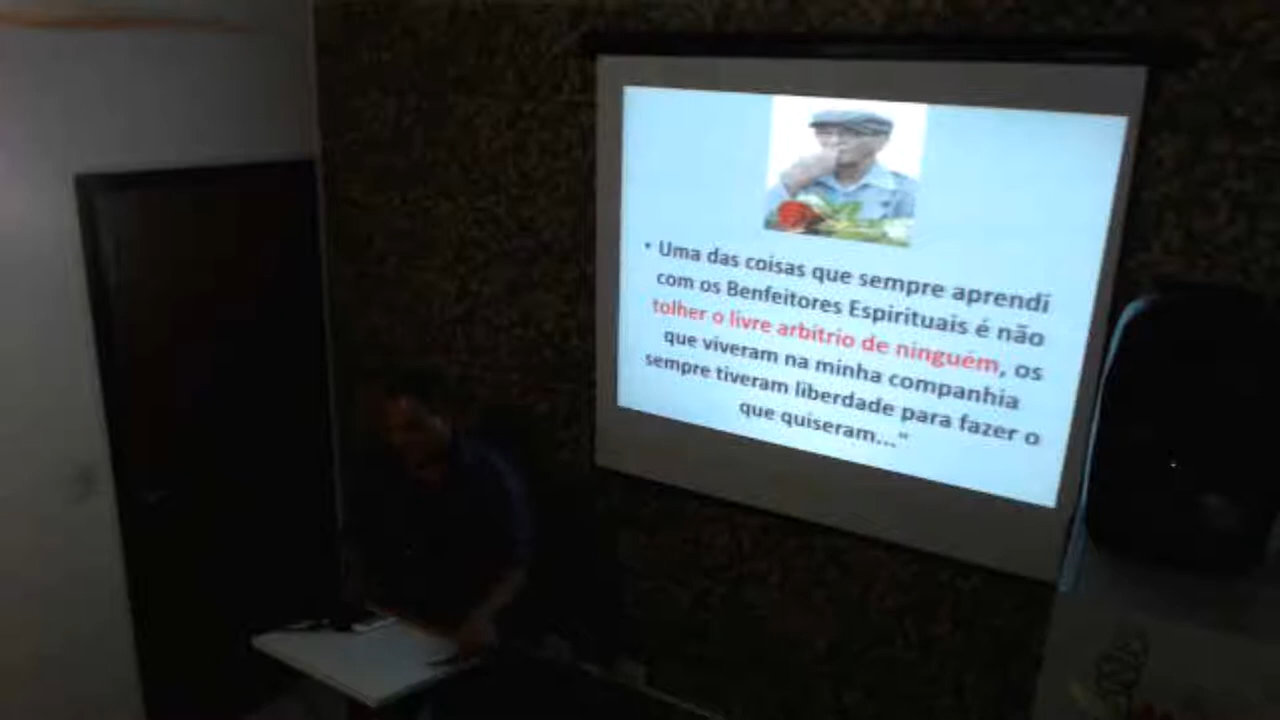 • Uma das coisas que sempre aprendi
com os Benfeitores Espirituais é não
tolher o livre arbítrio de ninguém, os
que viveram na minha companhia
sempre tiveram liberdade para fazer o
que quiseram..."